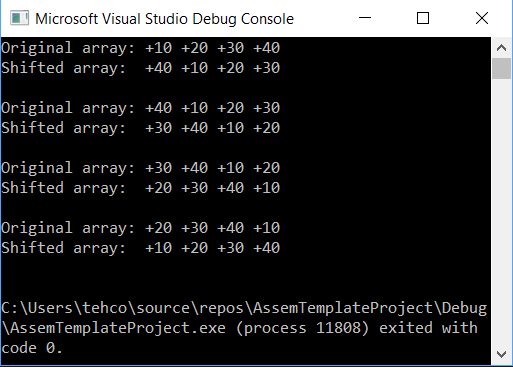 Microsoft Visual Studio Debug Console
Original array: +10 +20 +30 +40
Shifted array:  +40 +10 +20 +30
Original array: +40 +10 +20 +30
Shifted array:  +30 +40 +10 +20
Original array: +30 +40 +10 +20
Shifted array:  +20 +30 +40 +10
Original array: +20 +30 +40 +10
Shifted array:  +10 +20 +30 +40
C:\Users\tehco\source\repos\AssemTemplateProject\Debug
\AssemTemplateProject.exe (process 11808) exited with
code 0.